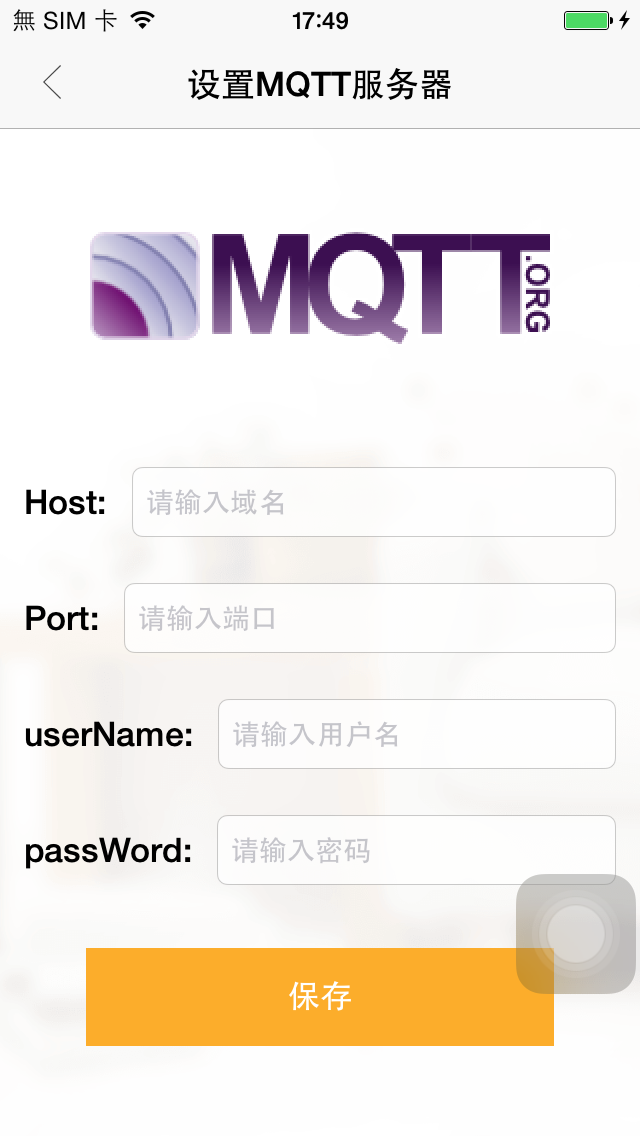 無 SIM 卡 17:49
设置MQTT服务器
MQTT.ORG
Host: 请输入域名
Port: 请输入端口
userName: 请输入用户名
passWord: 请输入密码
保存